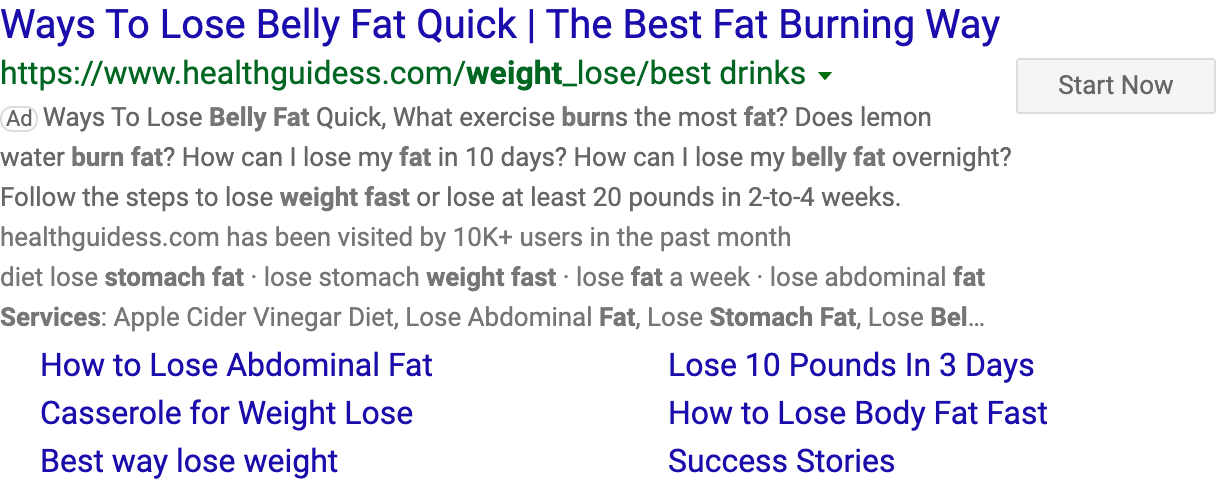 Ways To Lose Belly Fat Quick | The Best Fat Burning Way
https://www.healthguidess.com/weight_lose/best drinks
Start Now
Ad Ways To Lose Belly Fat Quick, What exercise burns the most fat? Does lemon
water burn fat? How can I lose my fat in 10 days? How can I lose my belly fat overnight?
Follow the steps to lose weight fast or lose at least 20 pounds in 2-to-4 weeks.
healthguidess.com has been visited by 10K+ users in the past month
diet lose stomach fat · lose stomach weight fast · lose fat a week · lose abdominal fat
Services: Apple Cider Vinegar Diet, Lose Abdominal Fat, Lose Stomach Fat, Lose Bel...
How to Lose Abdominal Fat
Lose 10 Pounds In 3 Days
Casserole for Weight Lose
How to Lose Body Fat Fast
Best way lose weight
Success Stories